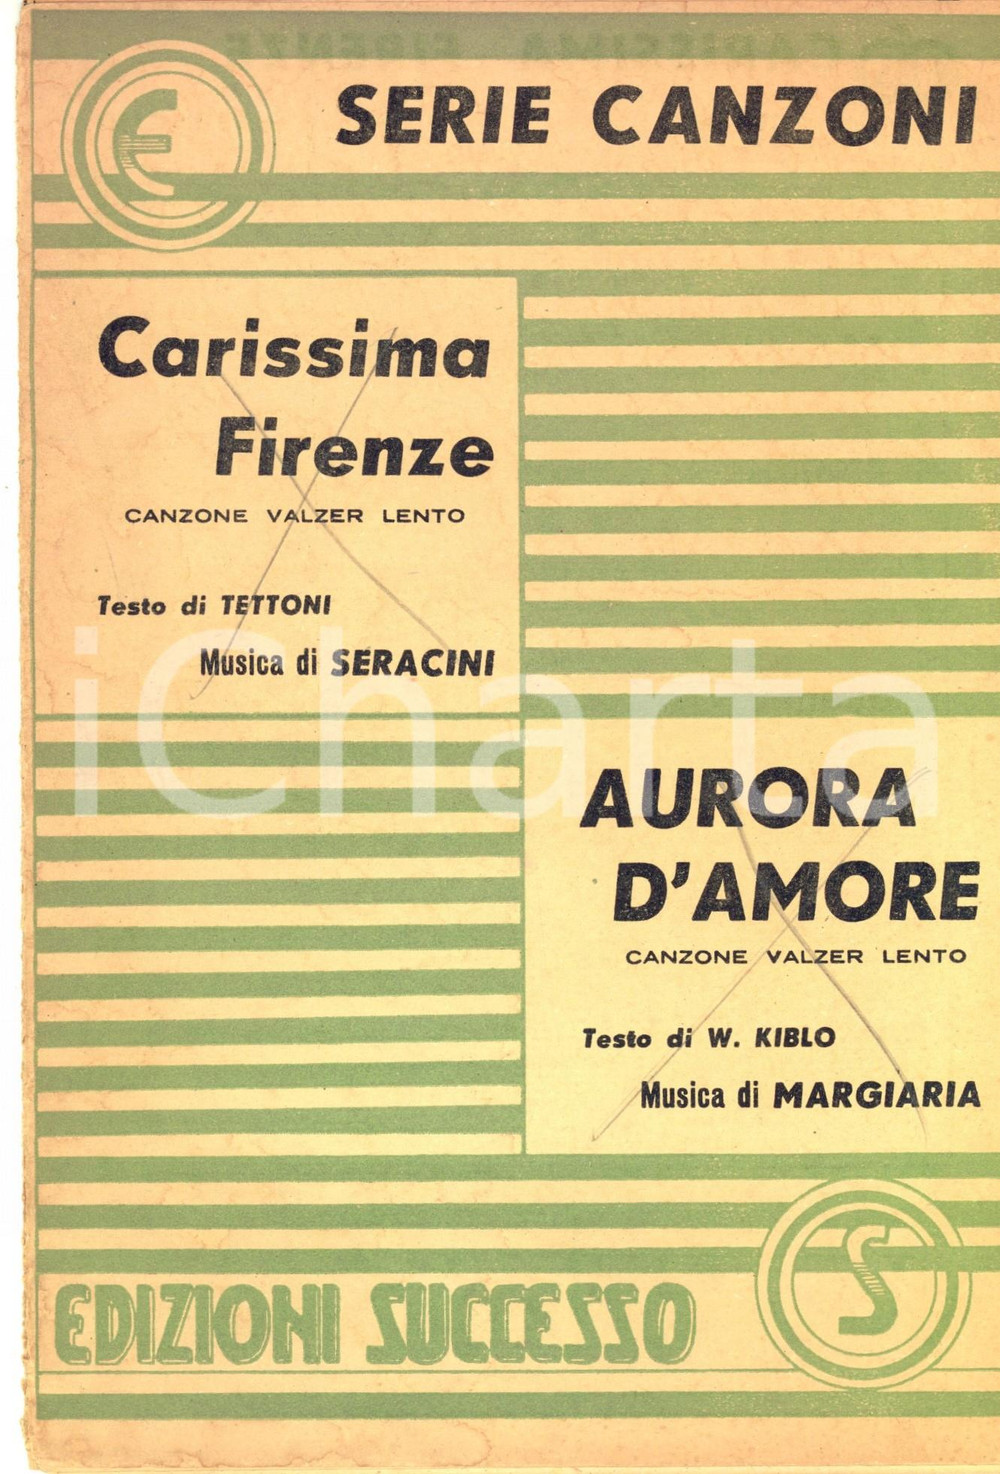 E
SERIE CANZONI
Carissima
Firenze
CANZONE VALZER LENTO
Testo di TETTONI
Musica di SERACINI
iCharta
AURORA
D'AMORE
CANZONE VALZER LENTO
Testo di W. KIBLO
Musica di MARGIARIA
EDIZIONI SUCCESSO
S